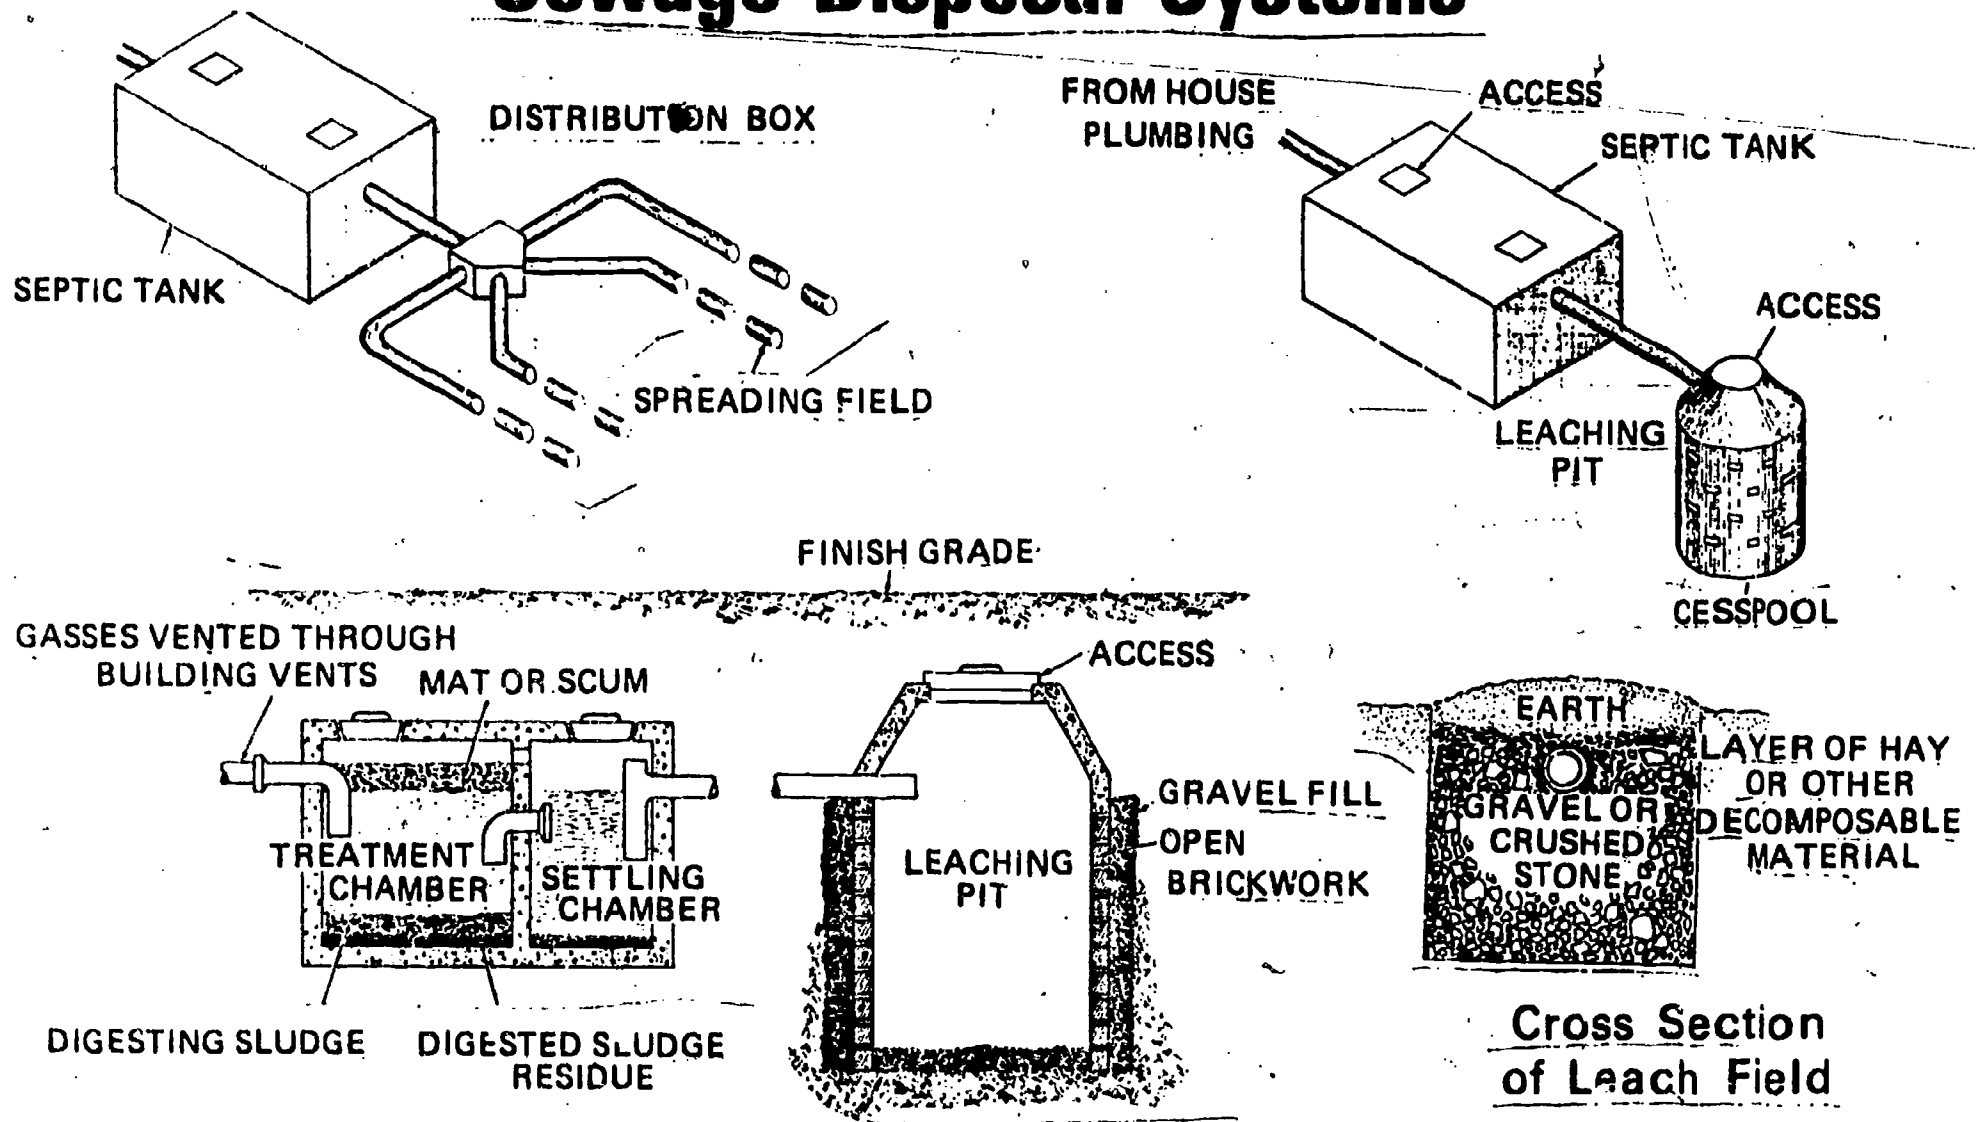 Sewage Disposal Systems
DISTRIBUTION BOX
SEPTIC TANK
SPREADING FIELD
FROM HOUSE
PLUMBING
ACCESS
SEPTIC TANK
ACCESS
LEACHING
PIT
CESSPOOL
FINISH GRADE
GASSES VENTED THROUGH
BUILDING VENTS
MAT OR SCUM
TREATMENT
CHAMBER
SETTLING
CHAMBER
DIGESTING SLUDGE
DIGESTED SLUDGE
RESIDUE
ACCESS
LEACHING
PIT
GRAVEL FILL
OPEN
BRICKWORK
EARTH
GRAVEL OR
CRUSHED
STONE
LAYER OF HAY
OR OTHER
DECOMPOSABLE
MATERIAL
Cross Section
of Leach Field